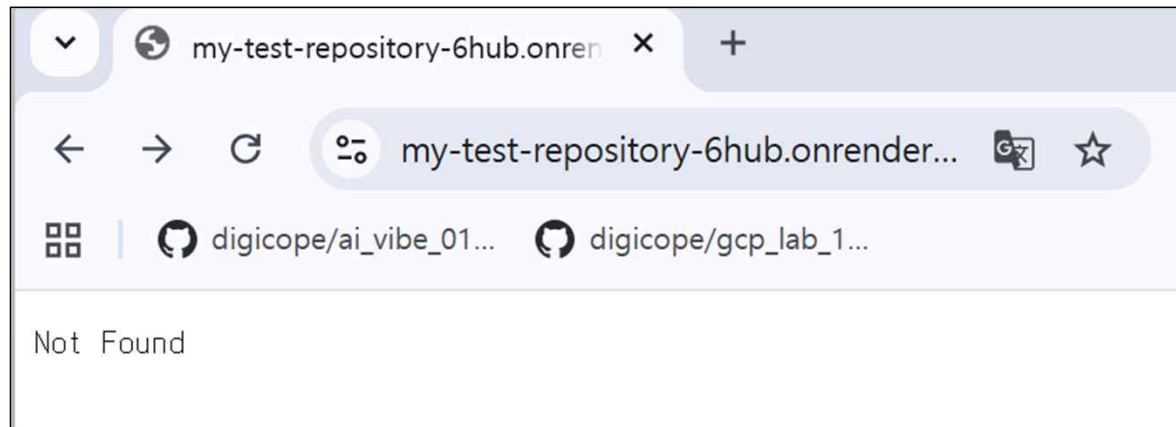 my-test-repository-6hub.onren
my-test-repository-6hub.onrender...
digicope/ai_vibe_01... digicope/gcp_lab_1...
Not Found